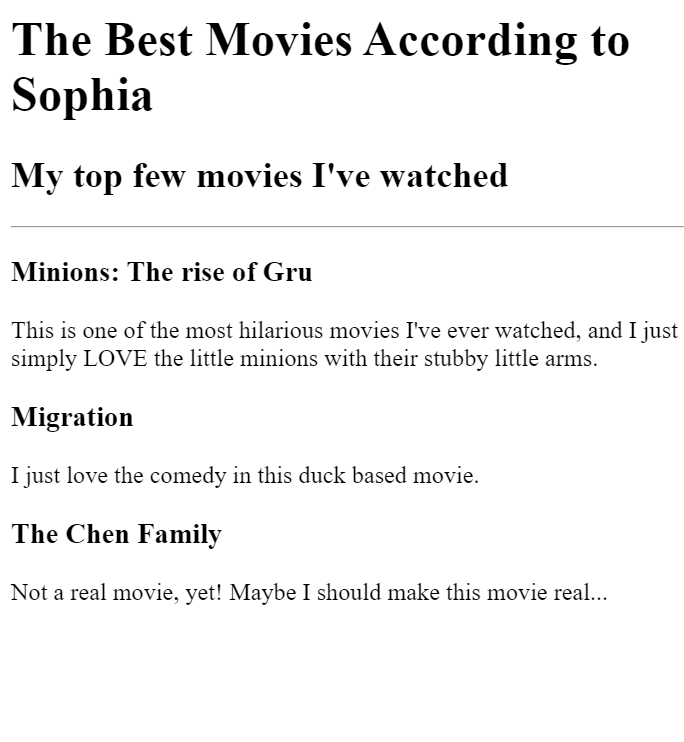 The Best Movies According to
Sophia
My top few movies I've watched
Minions: The rise of Gru
This is one of the most hilarious movies I've ever watched, and I just
simply LOVE the little minions with their stubby little arms.
Migration
I just love the comedy in this duck based movie.
The Chen Family
Not a real movie, yet! Maybe I should make this movie real...